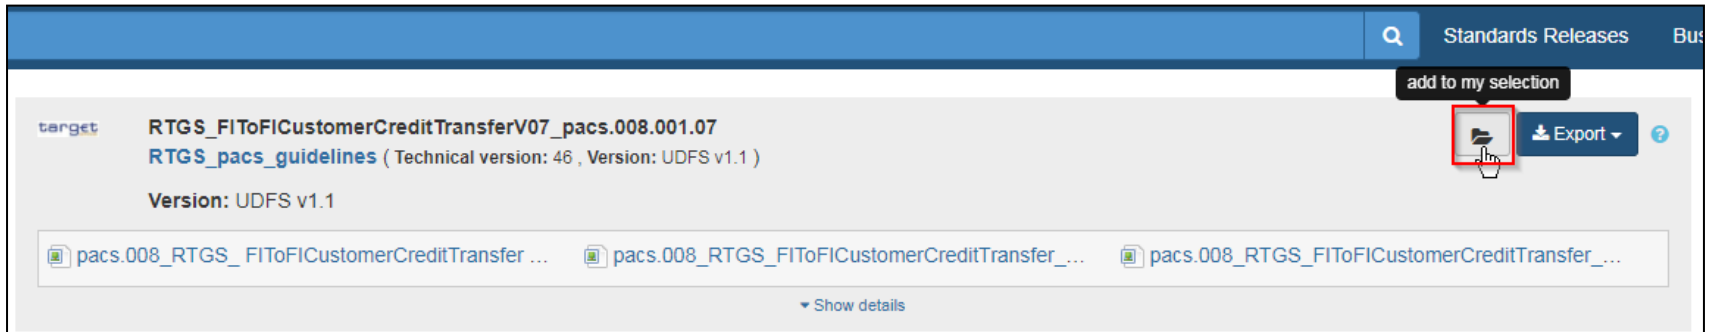 Standards Releases Bus
add to my selection
target RTGS_FIToFICustomerCreditTransferV07_pacs.008.001.07 Export
RTGS_pacs_guidelines ( Technical version: 46 , Version: UDFS v1.1 )
Version: UDFS v1.1
pacs.008_RTGS_ FIToFICustomerCreditTransfer ... pacs.008_RTGS_FIToFICustomerCreditTransfer_... pacs.008_RTGS_FIToFICustomerCreditTransfer_...
Show details